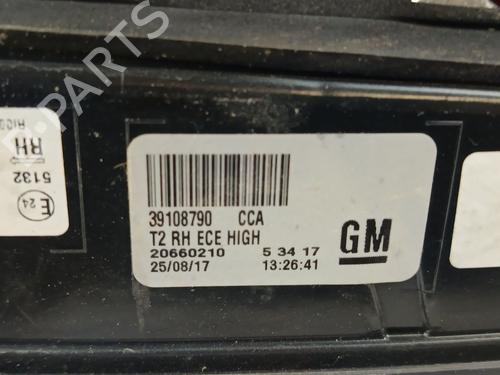 39108790 CCA
T2 RH ECE HIGH
20660210 5 34 17
25/08/17 13:26:41
GM
RH
5132
E 24
B-Parts